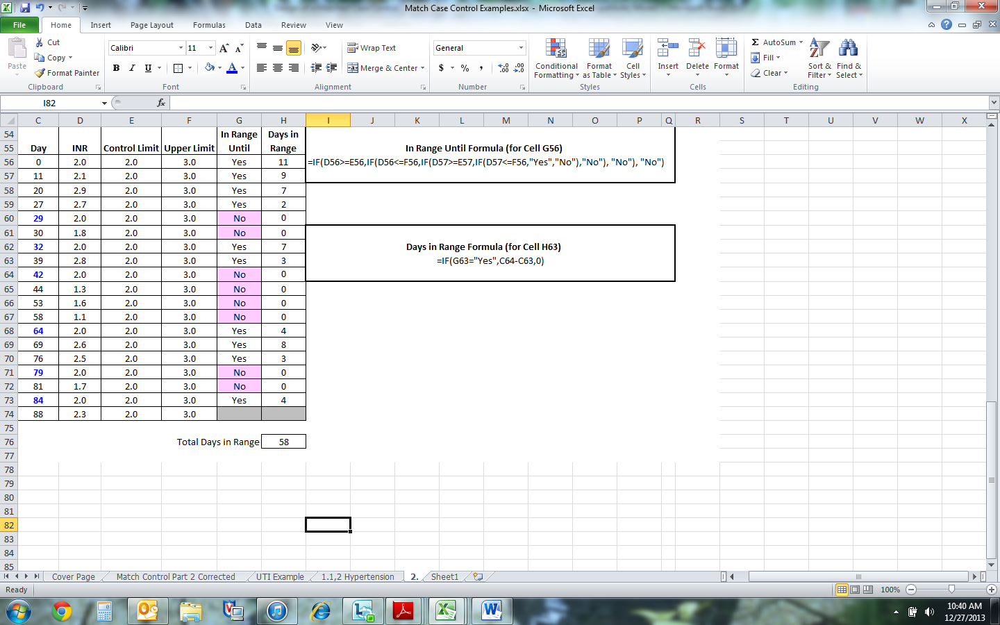 Match Case Control Examples.xlsx - Microsoft Excel
File Home Insert Page Layout Formulas Data Review View
Paste Cut Copy Format Painter
Calibri 11
B I U
Wrap Text
Merge & Center
General
$ % ,
Conditional Formatting Format as Table Cell Styles
Insert Delete Format
Σ AutoSum
Fill
Clear
Sort & Filter Find & Select
Clipboard Font Alignment Number Styles Cells Editing
I82 fx
C D E F G H I J K L M N O P Q R S T U V W X
54 In Range Days in
55 Day INR Control Limit Upper Limit Until Range In Range Until Formula (for Cell G56)
56 0 2.0 2.0 3.0 Yes 11 =IF(D56>=E56,IF(D56<=F56,IF(D57>=E57,IF(D57<=F56,"Yes","No"),"No"), "No"), "No")
57 11 2.1 2.0 3.0 Yes 9
58 20 2.9 2.0 3.0 Yes 7
59 27 2.7 2.0 3.0 Yes 2
60 29 2.0 2.0 3.0 No 0
61 30 1.8 2.0 3.0 No 0
62 32 2.0 2.0 3.0 Yes 7 Days in Range Formula (for Cell H63)
63 39 2.8 2.0 3.0 Yes 3 =IF(G63="Yes",C64-C63,0)
64 42 2.0 2.0 3.0 No 0
65 44 1.3 2.0 3.0 No 0
66 53 1.6 2.0 3.0 No 0
67 58 1.1 2.0 3.0 No 0
68 64 2.0 2.0 3.0 Yes 4
69 69 2.6 2.0 3.0 Yes 8
70 76 2.5 2.0 3.0 Yes 3
71 79 2.0 2.0 3.0 No 0
72 81 1.7 2.0 3.0 No 0
73 84 2.0 2.0 3.0 Yes 4
74 88 2.3 2.0 3.0
75
76 Total Days in Range 58
77
78
79
80
81
82
83
84
85
Cover Page Match Control Part 2 Corrected UTI Example 1.1,2 Hypertension 2. Sheet1
Ready 100%
10:40 AM
12/27/2013